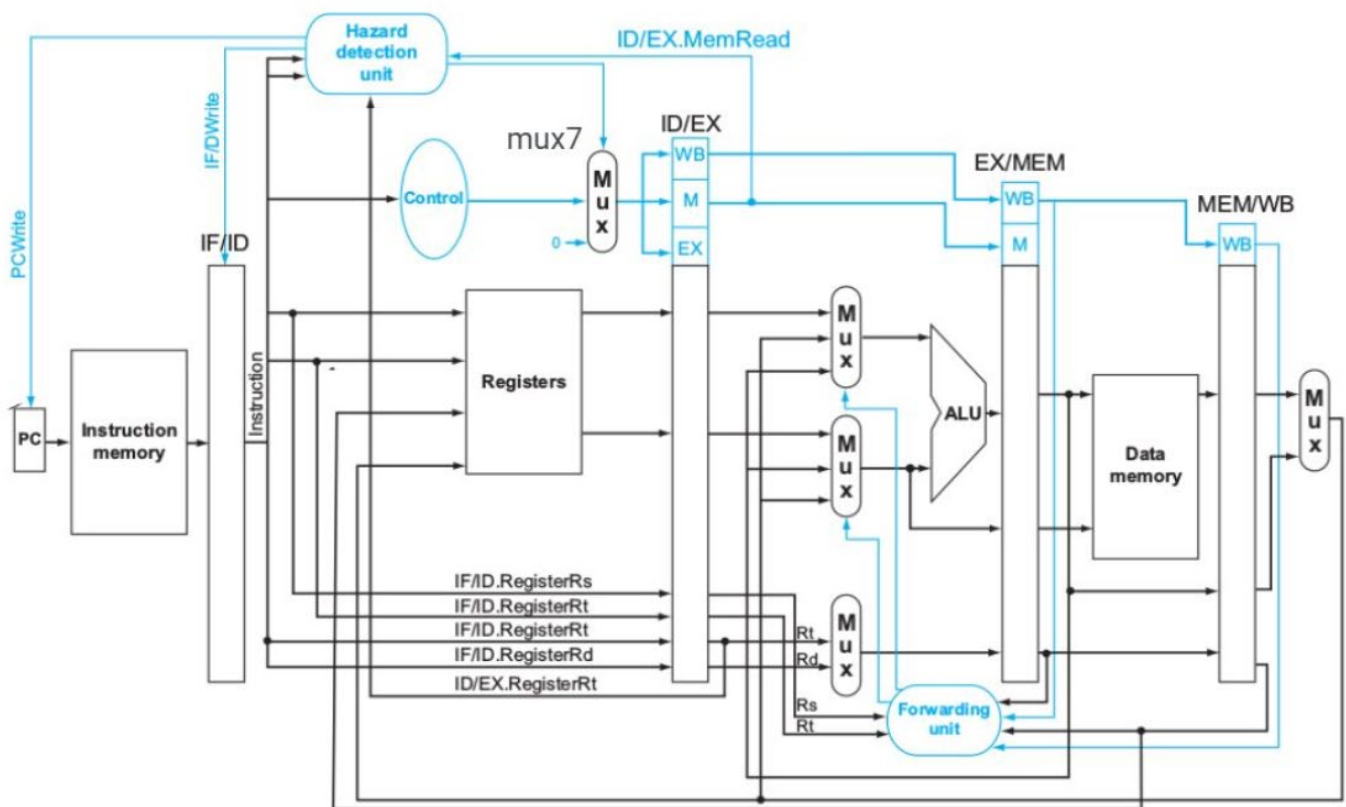 Hazard
detection
unit
ID/EX.MemRead
PCWrite
IF/DWrite
mux7
ID/EX
WB
M
EX
Control
M
u
x
0
EX/MEM
WB
M
MEM/WB
WB
IF/ID
Instruction
PC
Instruction
memory
Registers
M
u
x
M
u
x
ALU
Data
memory
M
u
x
IF/ID.RegisterRs
IF/ID.RegisterRt
IF/ID.RegisterRt
IF/ID.RegisterRd
ID/EX.RegisterRt
Rt
Rd
M
u
x
Rs
Rt
Forwarding
unit